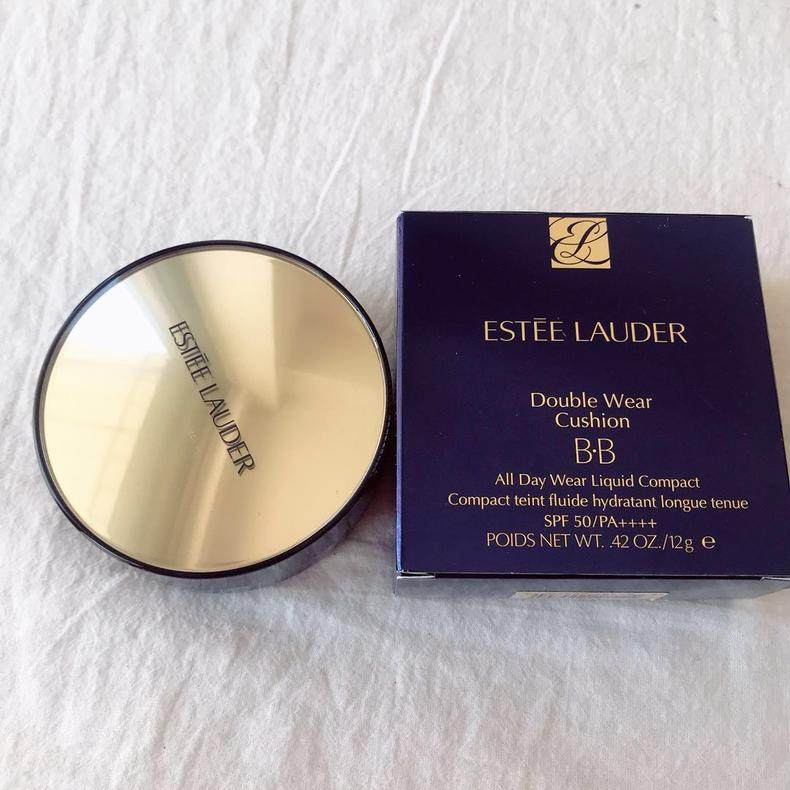 ESTĒE LAUDER
EL
ESTĒE LAUDER
Double Wear
Cushion
B·B
All Day Wear Liquid Compact
Compact teint fluide hydratant longue tenue
SPF 50/PA++++
POIDS NET WT. .42 OZ./12g ℮